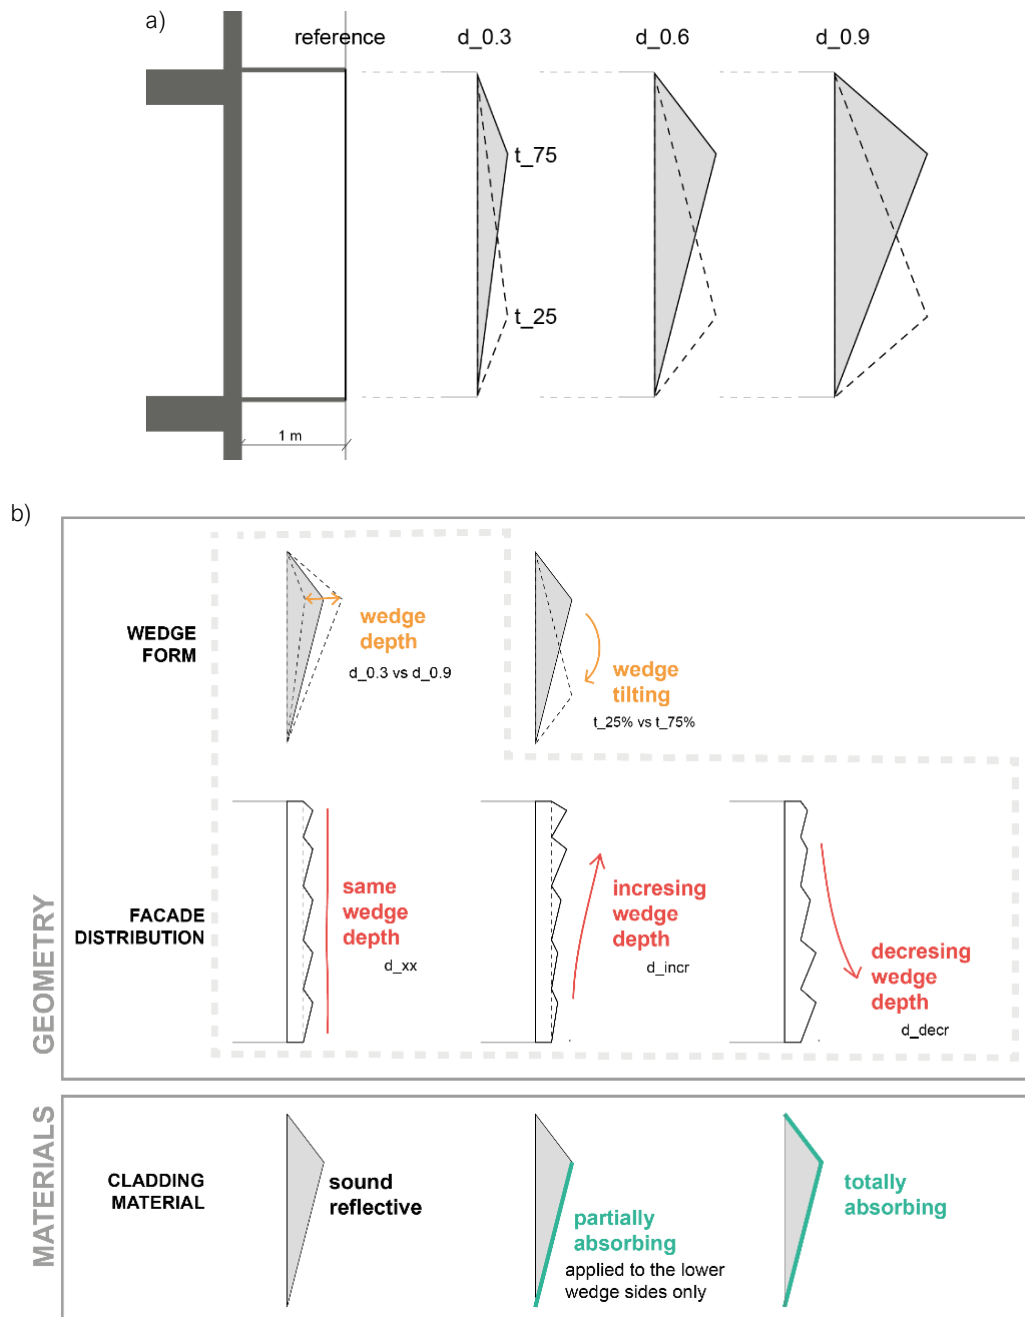 a)
reference
d_0.3
d_0.6
d_0.9
t_75
t_25
1 m
b)
GEOMETRY
WEDGE
FORM
wedge
depth
d_0.3 vs d_0.9
wedge
tilting
t_25% vs t_75%
FACADE
DISTRIBUTION
same
wedge
depth
d_xx
incresing
wedge
depth
d_incr
decresing
wedge
depth
d_decr
MATERIALS
CLADDING
MATERIAL
sound
reflective
partially
absorbing
applied to the lower
wedge sides only
totally
absorbing